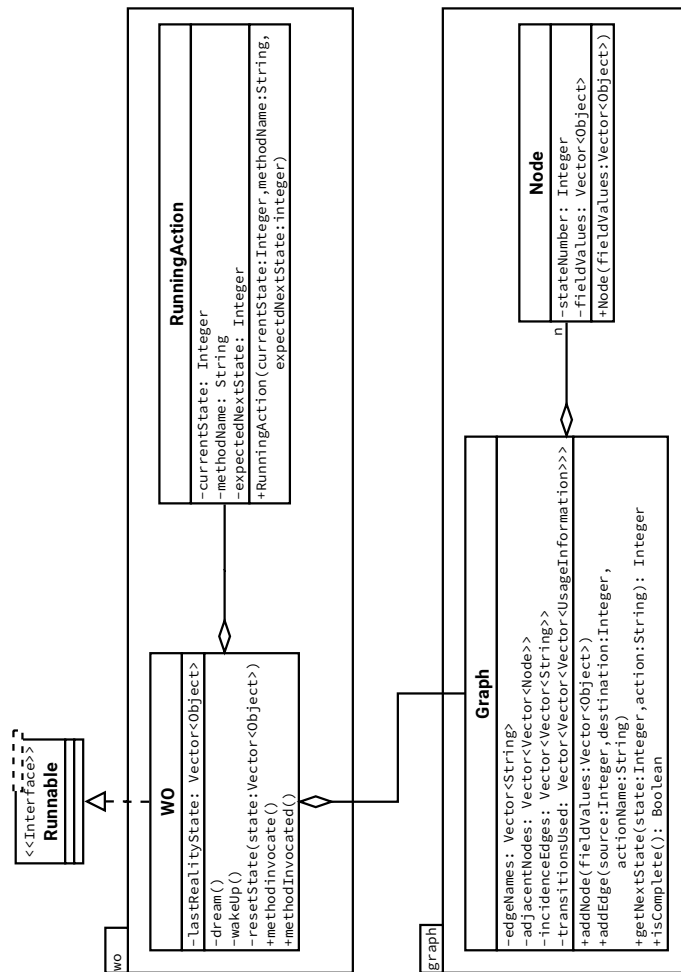 <<Interface>>
Runnable
wo
WO
-lastRealityState: Vector<Object>
-dream()
-wakeUp()
-resetState(state:Vector<Object>)
+methodinvocate()
+methodInvocated()
RunningAction
-currentState: Integer
-methodName: String
-expectedNextState: Integer
+RunningAction(currentState:Integer,methodName:String,
expectdNextState:integer)
graph
Graph
-edgeNames: Vector<String>
-adjacentNodes: Vector<Vector<Node>>
-incidenceEdges: Vector<Vector<String>>
-transitionsUsed: Vector<Vector<Vector<UsageInformation>>>
+addNode(fieldValues:Vector<Object>)
+addEdge(source:Integer,destination:Integer,
actionName:String)
+getNextState(state:Integer,action:String): Integer
+isComplete(): Boolean
n
Node
-stateNumber: Integer
-fieldValues: Vector<Object>
+Node(fieldValues:Vector<Object>)